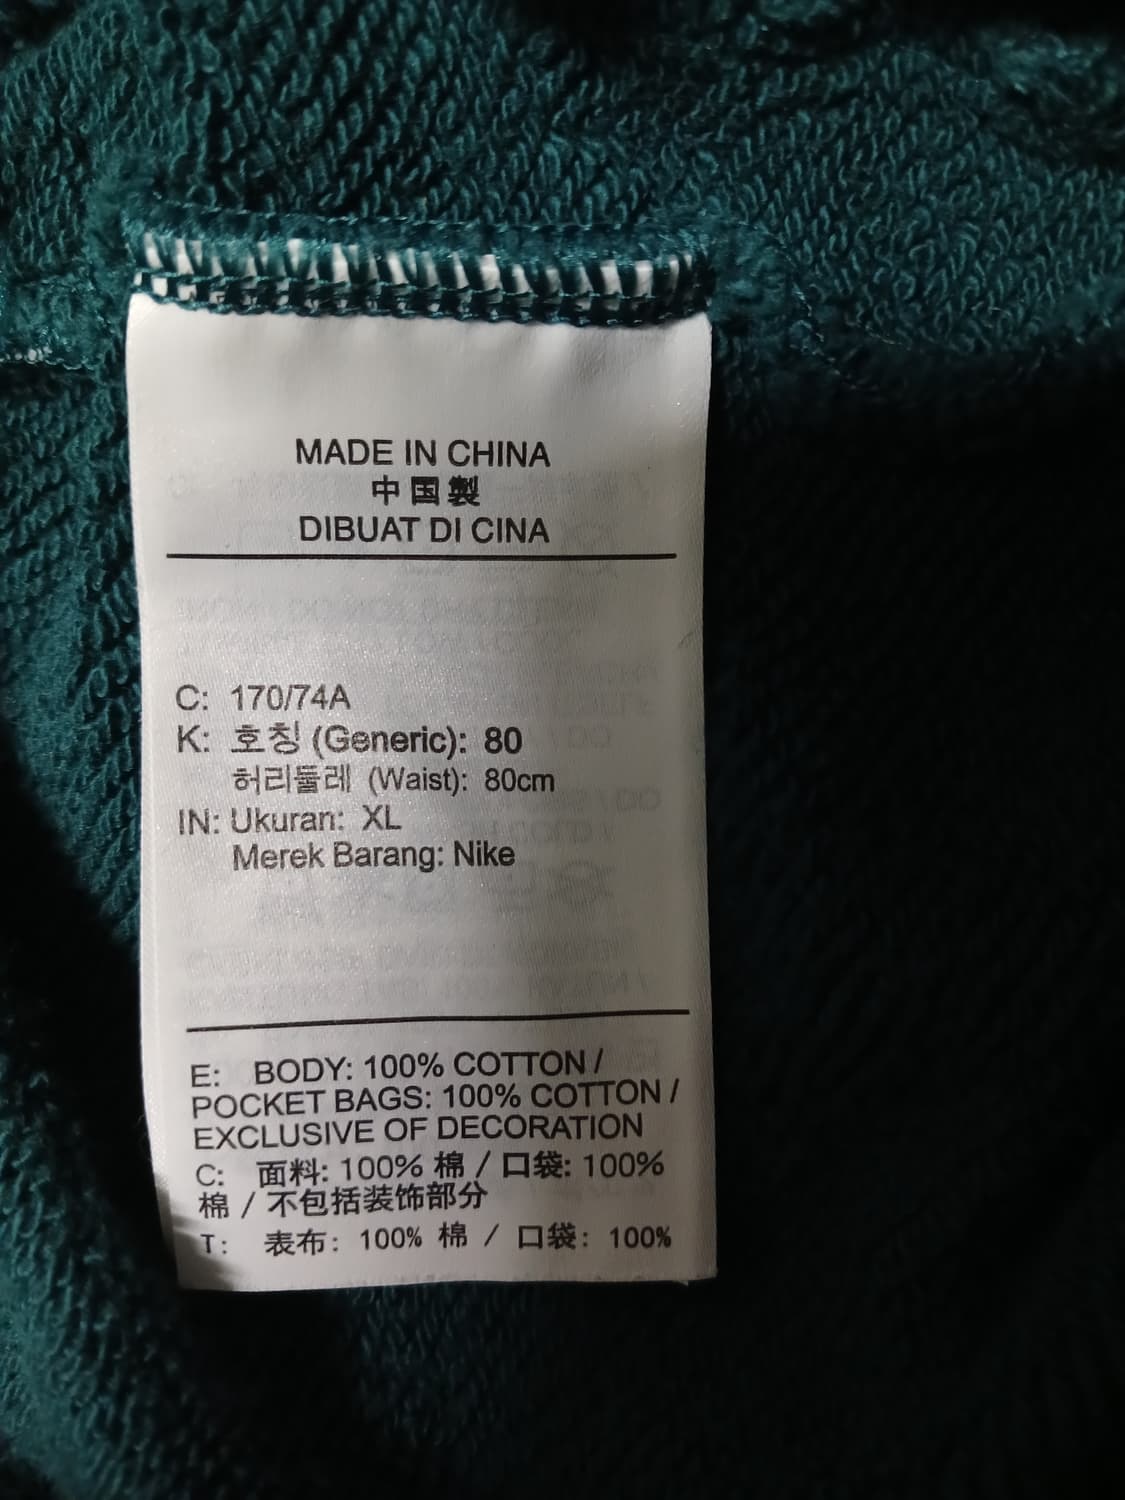 MADE IN CHINA
中国製
DIBUAT DI CINA
C: 170/74A
K: 호칭 (Generic): 80
허리둘레 (Waist): 80cm
IN: Ukuran: XL
Merek Barang: Nike
E: BODY: 100% COTTON /
POCKET BAGS: 100% COTTON /
EXCLUSIVE OF DECORATION
C: 面料: 100% 棉 / 口袋: 100%
棉 / 不包括装饰部分
T: 表布: 100% 棉 / 口袋: 100%